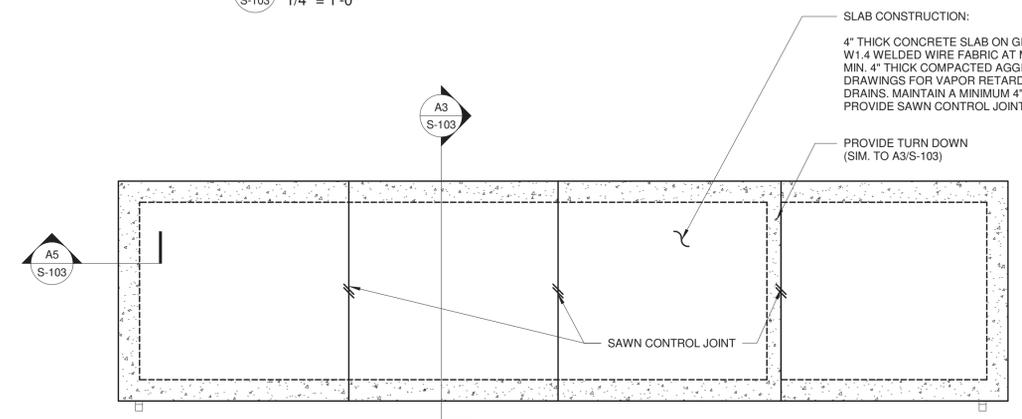 S-103 1/4" = 1'-0"
SLAB CONSTRUCTION:
4" THICK CONCRETE SLAB ON
W1.4 WELDED WIRE FABRIC AT
MIN. 4" THICK COMPACTED
DRAWINGS FOR VAPOR
DRAINS. MAINTAIN A MINIMUM 4"
PROVIDE SAWN CONTROL JOINT
PROVIDE TURN DOWN
(SIM. TO A3/S-103)
A3
S-103
A5
S-103
SAWN CONTROL JOINT